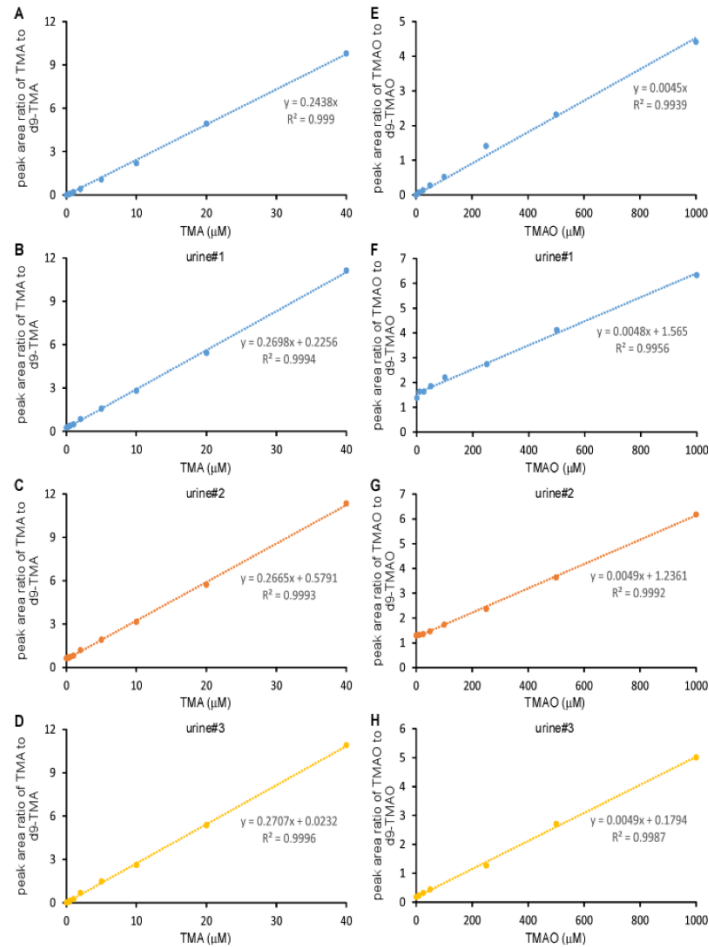 A
peak area ratio of TMA to
d9-TMA
12
9
6
3
0
y = 0.2438x
R² = 0.999
0 10 20 30 40
TMA (µM)
E
peak area ratio of TMAO to
d9-TMAO
5
4
3
2
1
0
y = 0.0045x
R² = 0.9939
0 200 400 600 800 1000
TMAO (µM)
B
urine#1
peak area ratio of TMA to
d9-TMA
12
9
6
3
0
y = 0.2698x + 0.2256
R² = 0.9994
0 10 20 30 40
TMA (µM)
F
urine#1
peak area ratio of TMAO to
d9-TMAO
7
6
5
4
3
2
1
0
y = 0.0048x + 1.565
R² = 0.9956
0 200 400 600 800 1000
TMAO (µM)
C
urine#2
peak area ratio of TMA to
d9-TMA
12
9
6
3
0
y = 0.2665x + 0.5791
R² = 0.9993
0 10 20 30 40
TMA (µM)
G
urine#2
peak area ratio of TMAO to
d9-TMAO
7
6
5
4
3
2
1
0
y = 0.0049x + 1.2361
R² = 0.9992
0 200 400 600 800 1000
TMAO (µM)
D
urine#3
peak area ratio of TMA to
d9-TMA
12
9
6
3
0
y = 0.2707x + 0.0232
R² = 0.9996
0 10 20 30 40
TMA (µM)
H
urine#3
peak area ratio of TMAO to
d9-TMAO
6
5
4
3
2
1
0
y = 0.0049x + 0.1794
R² = 0.9987
0 200 400 600 800 1000
TMAO (µM)